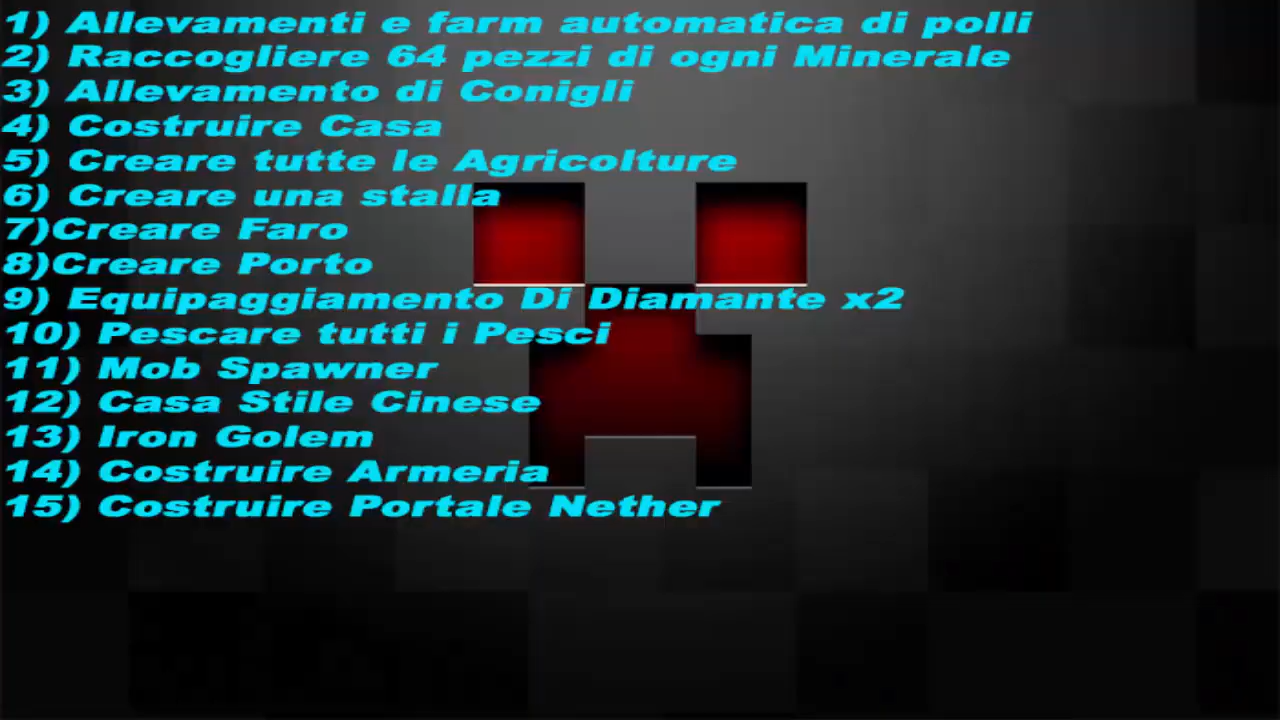 1) Allevamenti e farm automatica di polli
2) Raccogliere 64 pezzi di ogni Minerale
3) Allevamento di Conigli
4) Costruire Casa
5) Creare tutte le Agricolture
6) Creare una stalla
7)Creare Faro
8)Creare Porto
9) Equipaggiamento Di Diamante x2
10) Pescare tutti i Pesci
11) Mob Spawner
12) Casa Stile Cinese
13) Iron Golem
14) Costruire Armeria
15) Costruire Portale Nether